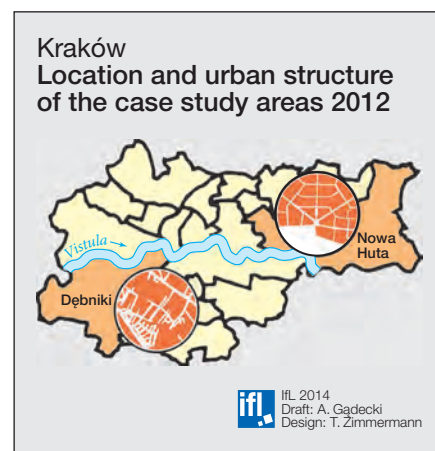 Kraków
Location and urban structure
of the case study areas 2012
Vistula
Nowa
Huta
Dębniki
ifl
IfL 2014
Draft: A. Gądecki
Design: T. Zimmermann